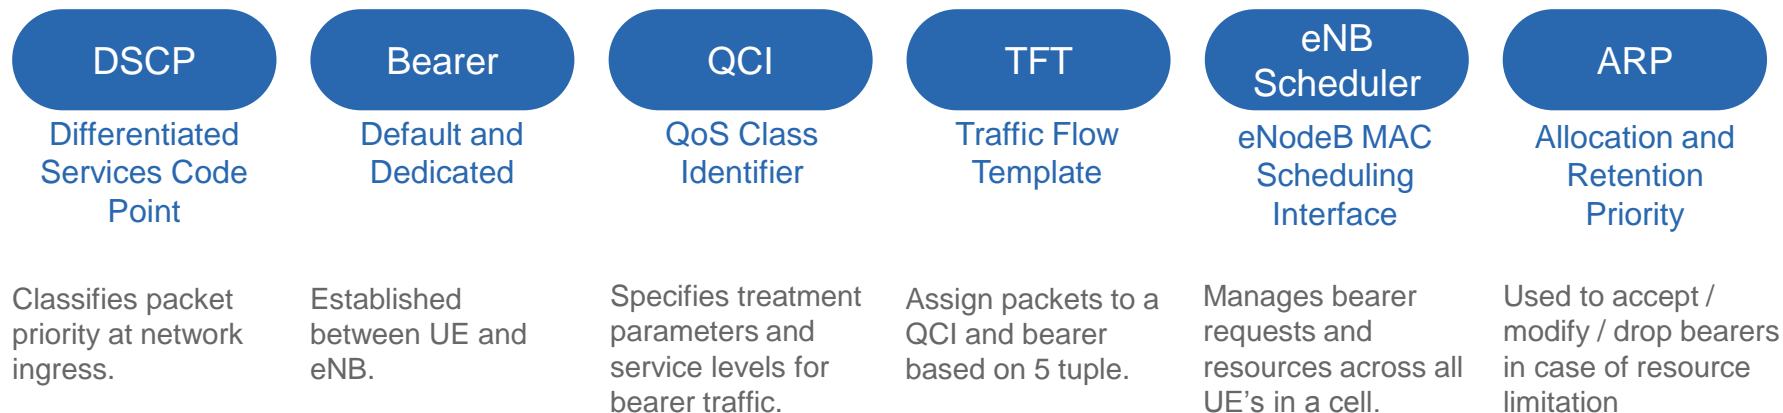 DSCP
Differentiated
Services Code
Point
Classifies packet
priority at network
ingress.
Bearer
Default and
Dedicated
Established
between UE and
eNB.
QCI
QoS Class
Identifier
Specifies treatment
parameters and
service levels for
bearer traffic.
TFT
Traffic Flow
Template
Assign packets to a
QCI and bearer
based on 5 tuple.
eNB
Scheduler
eNodeB MAC
Scheduling
Interface
Manages bearer
requests and
resources across all
UE's in a cell.
ARP
Allocation and
Retention
Priority
Used to accept /
modify / drop bearers
in case of resource
limitation